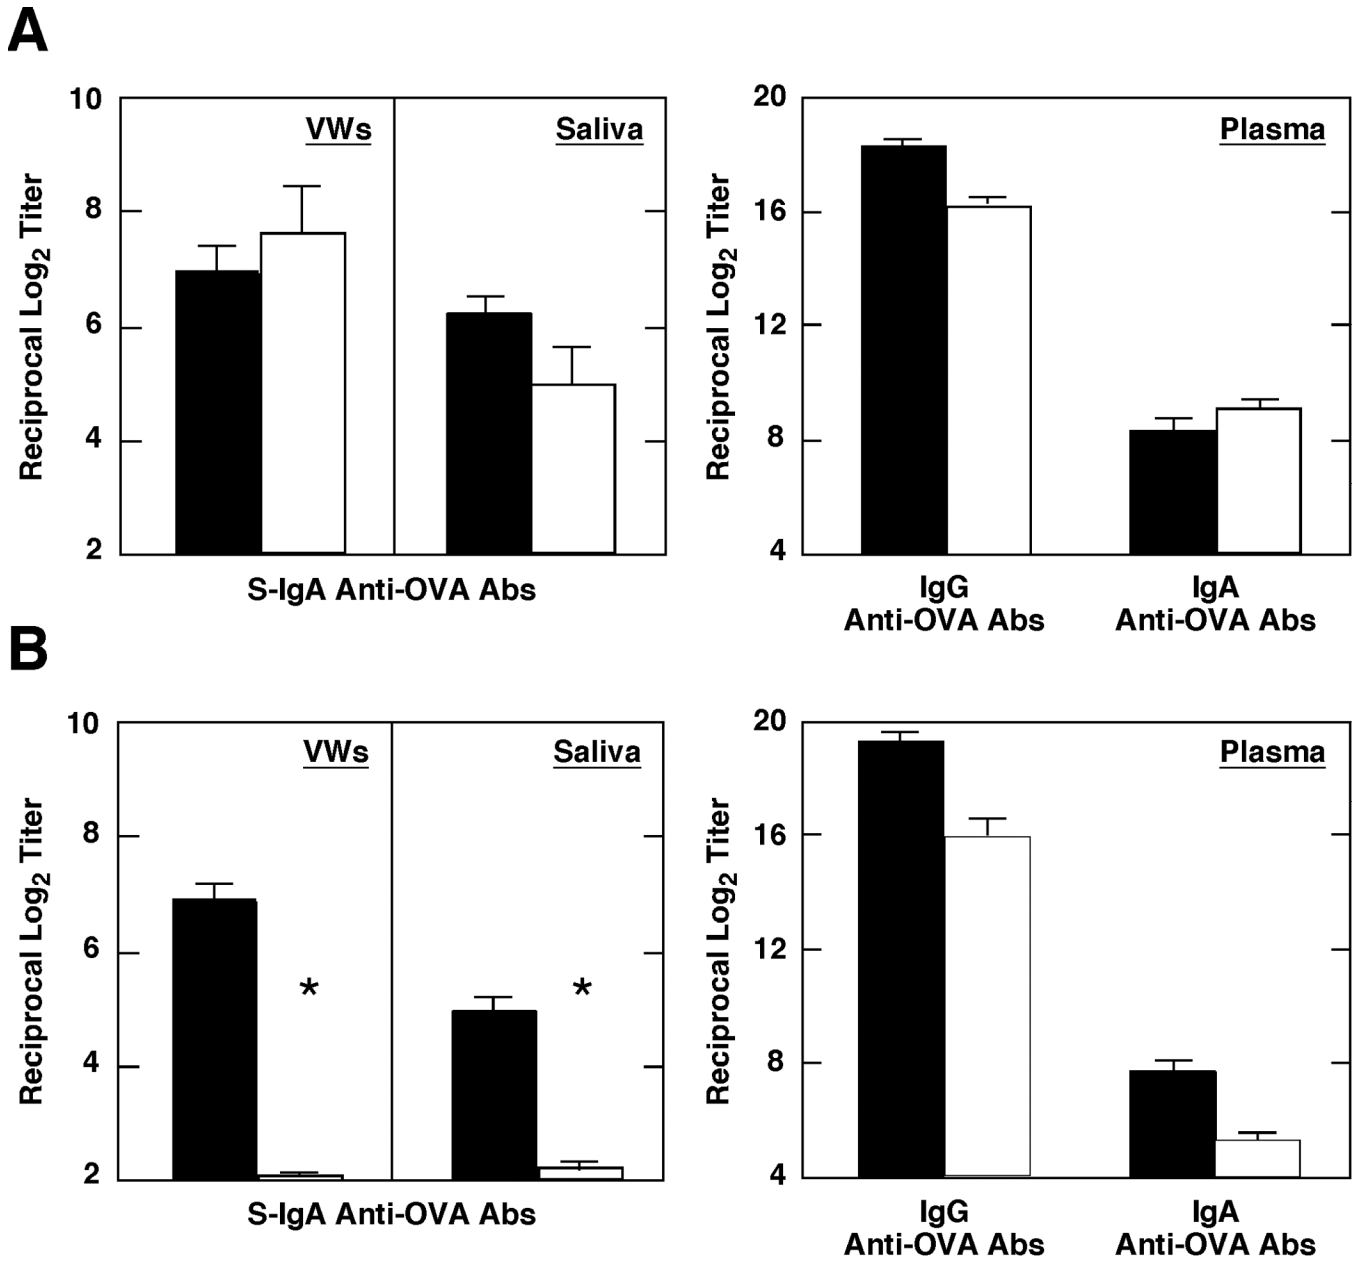 A
10
8
6
4
2
Reciprocal Log2 Titer
VWs
Saliva
S-IgA Anti-OVA Abs
20
16
12
8
4
Reciprocal Log2 Titer
Plasma
IgG
Anti-OVA Abs
IgA
Anti-OVA Abs
B
10
8
6
4
2
Reciprocal Log2 Titer
VWs
Saliva
*
*
S-IgA Anti-OVA Abs
20
16
12
8
4
Reciprocal Log2 Titer
Plasma
IgG
Anti-OVA Abs
IgA
Anti-OVA Abs